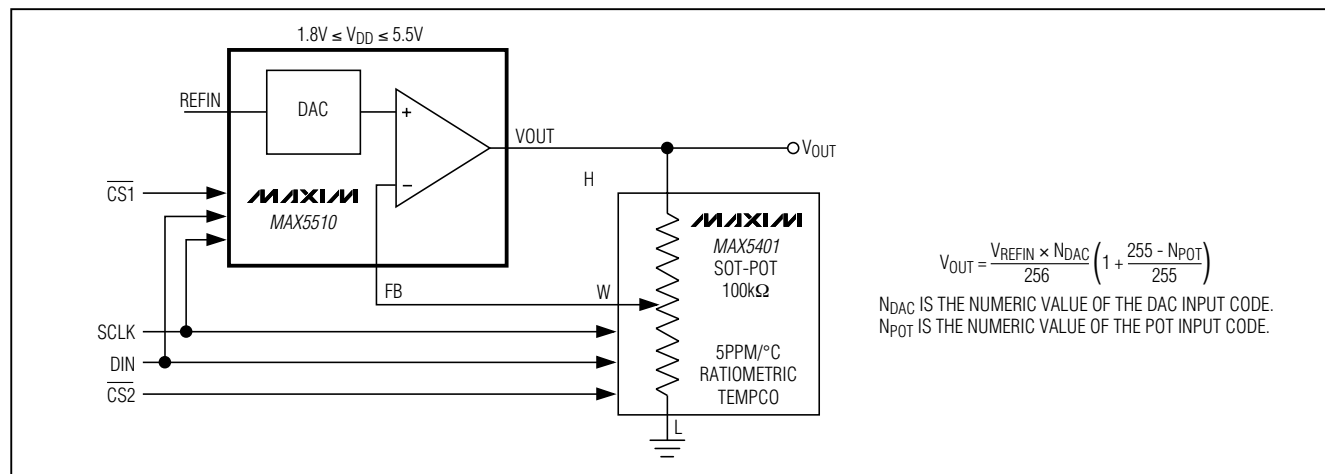 1.8V ≤ VDD ≤ 5.5V
REFIN
DAC
+
−
VOUT
VOUT
CS1
MAXIM
MAX5510
H
MAXIM
MAX5401
SOT-POT
100kΩ
FB
W
SCLK
DIN
CS2
5PPM/°C
RATIOMETRIC
TEMPCO
L
VOUT = VREFIN × NDAC / 256 (1 + 255 - NPOT / 255)
NDAC IS THE NUMERIC VALUE OF THE DAC INPUT CODE.
NPOT IS THE NUMERIC VALUE OF THE POT INPUT CODE.